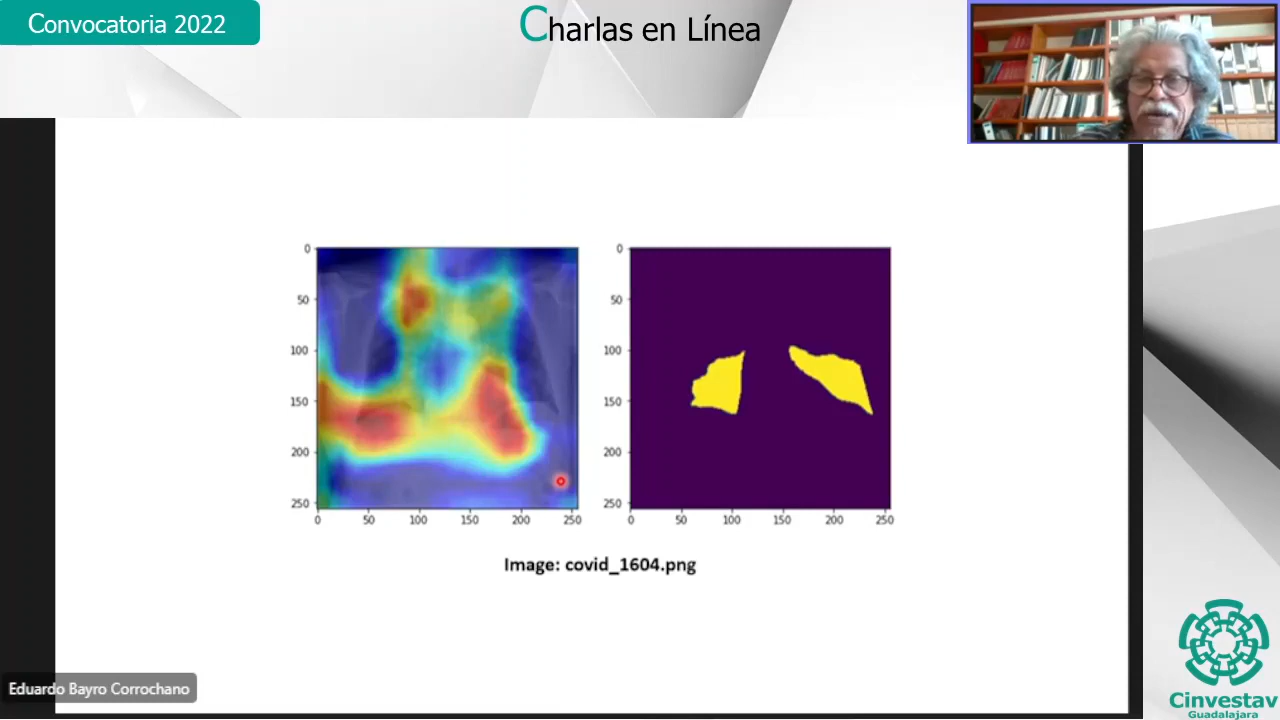 Convocatoria 2022
Charlas en Línea
0
50
100
150
200
250
0 50 100 150 200 250
0
50
100
150
200
250
0 50 100 150 200 250
Image: covid_1604.png
Eduardo Bayro Corrochano
Cinvestav
Guadalajara